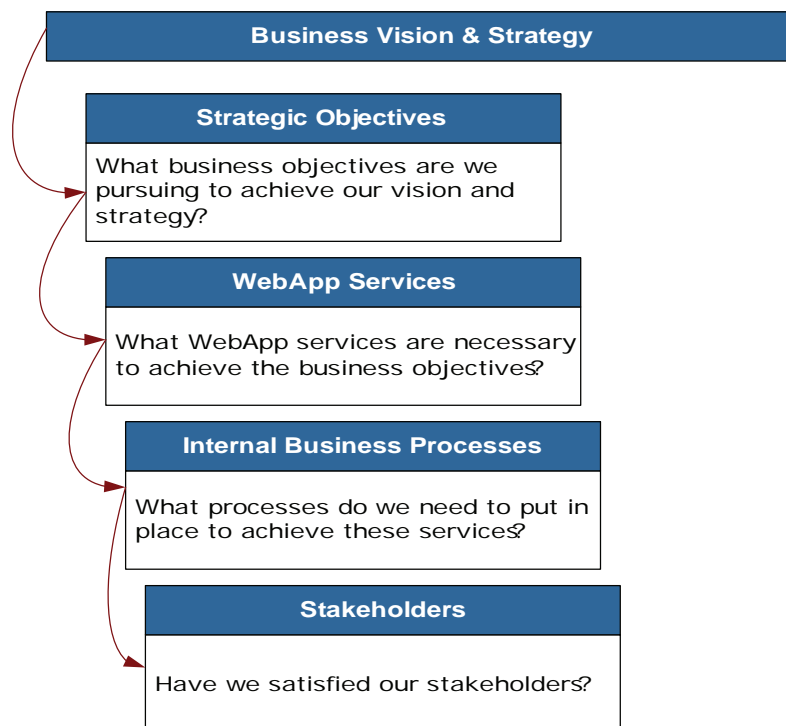 Business Vision & Strategy
Strategic Objectives
What business objectives are we
pursuing to achieve our vision and
strategy?
WebApp Services
What WebApp services are necessary
to achieve the business objectives?
Internal Business Processes
What processes do we need to put in
place to achieve these services?
Stakeholders
Have we satisfied our stakeholders?